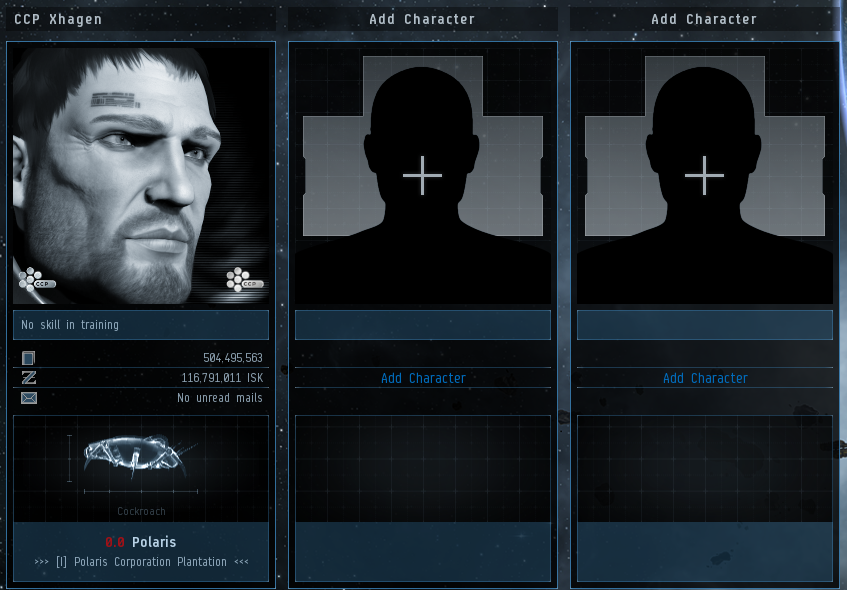 CCP Xhagen
Add Character
Add Character
CCP
CCP
No skill in training
504,495,563
116,791,011 ISK
No unread mails
Add Character
Add Character
Cockroach
0.0 Polaris
>>> [I] Polaris Corporation Plantation <<<